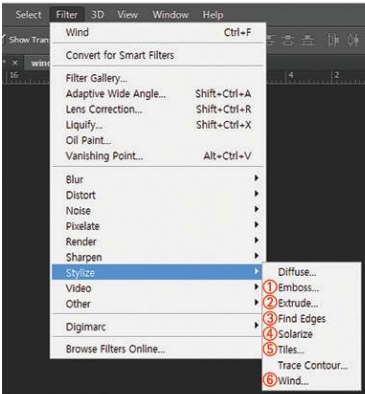 Select Filter 3D View Window Help
Show Tran
Wind Ctrl+F
× wind
Convert for Smart Filters
16 4 2
Filter Gallery...
Adaptive Wide Angle... Shift+Ctrl+A
Lens Correction... Shift+Ctrl+R
Liquify... Shift+Ctrl+X
Oil Paint...
Vanishing Point... Alt+Ctrl+V
Blur
Distort
Noise
Pixelate
Render
Sharpen
Stylize
Video
Other
Digimarc
Browse Filters Online...
Diffuse...
①Emboss...
②Extrude...
③Find Edges
④Solarize
⑤Tiles...
Trace Contour...
⑥Wind...